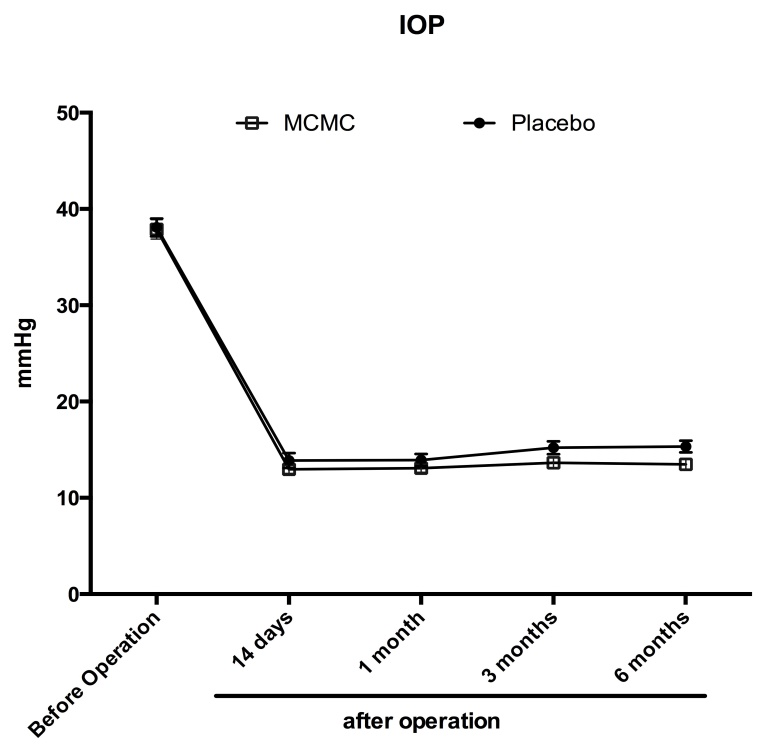 IOP
MCMC
Placebo
50
40
30
20
10
0
mmHg
Before Operation
14 days
1 month
3 months
6 months
after operation